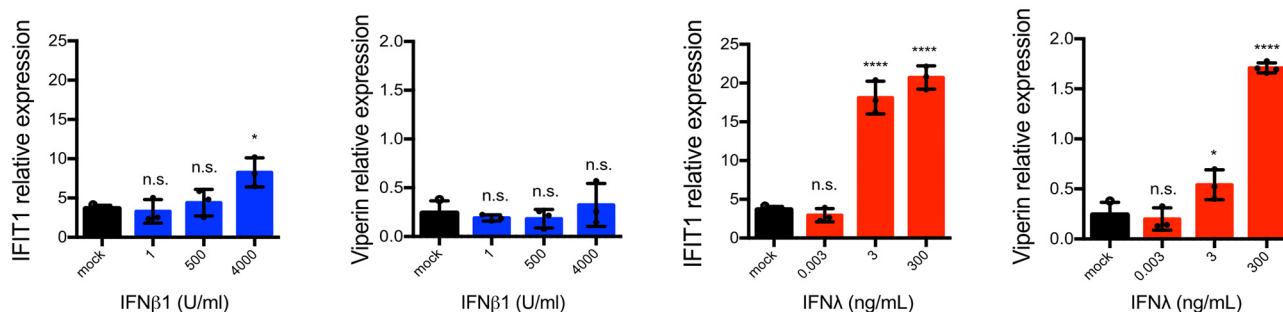 IFIT1 relative expression
25
20
15
10
5
0
n.s.
n.s.
*
mock
1
500
4000
IFNβ1 (U/ml)
Viperin relative expression
2.0
1.5
1.0
0.5
0.0
n.s.
n.s.
n.s.
mock
1
500
4000
IFNβ1 (U/ml)
IFIT1 relative expression
25
20
15
10
5
0
n.s.
****
****
mock
0.003
3
300
IFNλ (ng/mL)
Viperin relative expression
2.0
1.5
1.0
0.5
0.0
n.s.
*
****
mock
0.003
3
300
IFNλ (ng/mL)